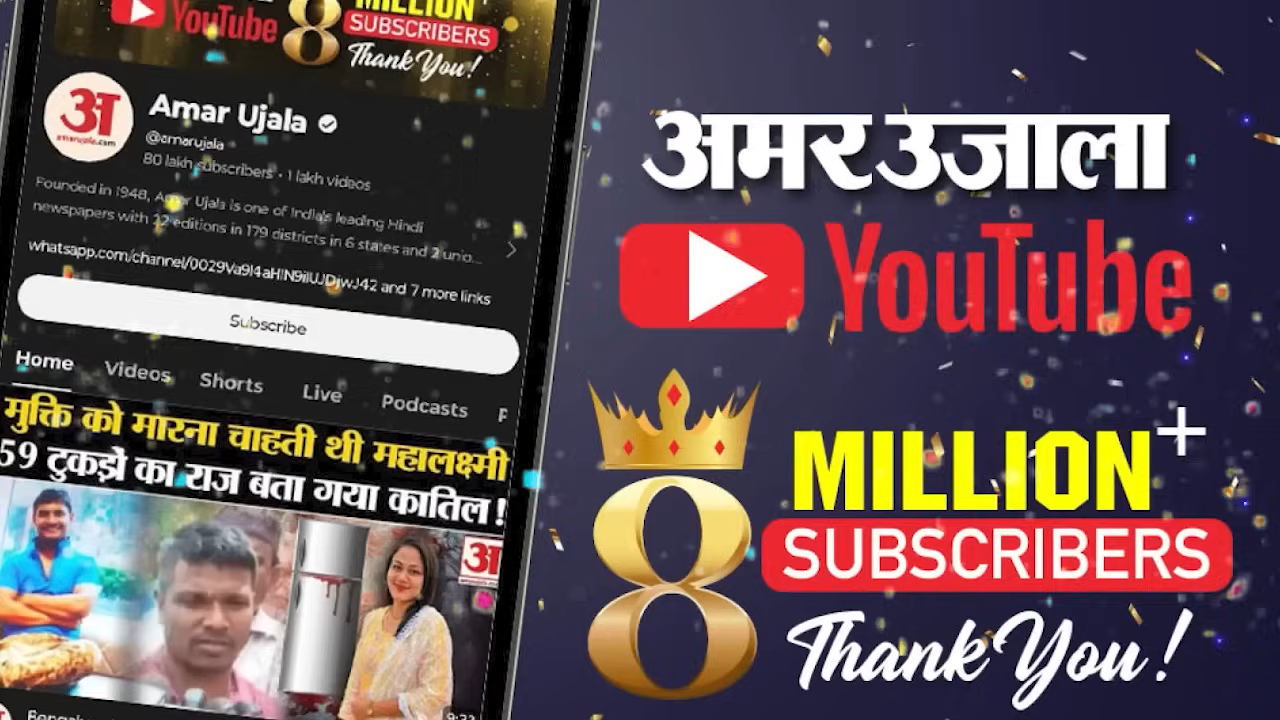 YouTube
8
MILLION+
SUBSCRIBERS
Thank You!
अ
amarujala.com
Amar Ujala
@amarujala
80 lakh subscribers • 1 lakh videos
Founded in 1948, Amar Ujala is one of India's leading Hindi
newspapers with 22 editions in 179 districts in 6 states and 2 unio...
and 7 more links
Subscribe
Home Videos Shorts Live Podcasts P
मुक्ति को मारना चाहती थी महालक्ष्मी
59 टुकड़ों का राज बता गया कातिल!
अ
9:33
अमर उजाला
YouTube
8
MILLION+
SUBSCRIBERS
Thank You!